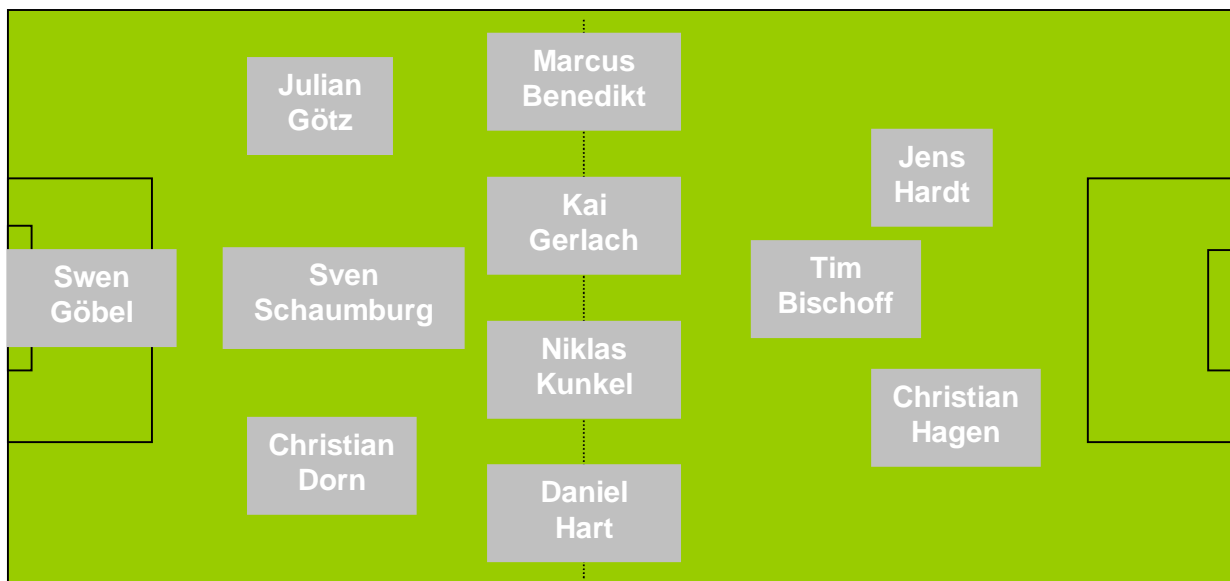 Marcus
Benedikt
Julian
Götz
Jens
Hardt
Kai
Gerlach
Tim
Bischoff
Swen
Göbel
Sven
Schaumburg
Niklas
Kunkel
Christian
Hagen
Christian
Dorn
Daniel
Hart